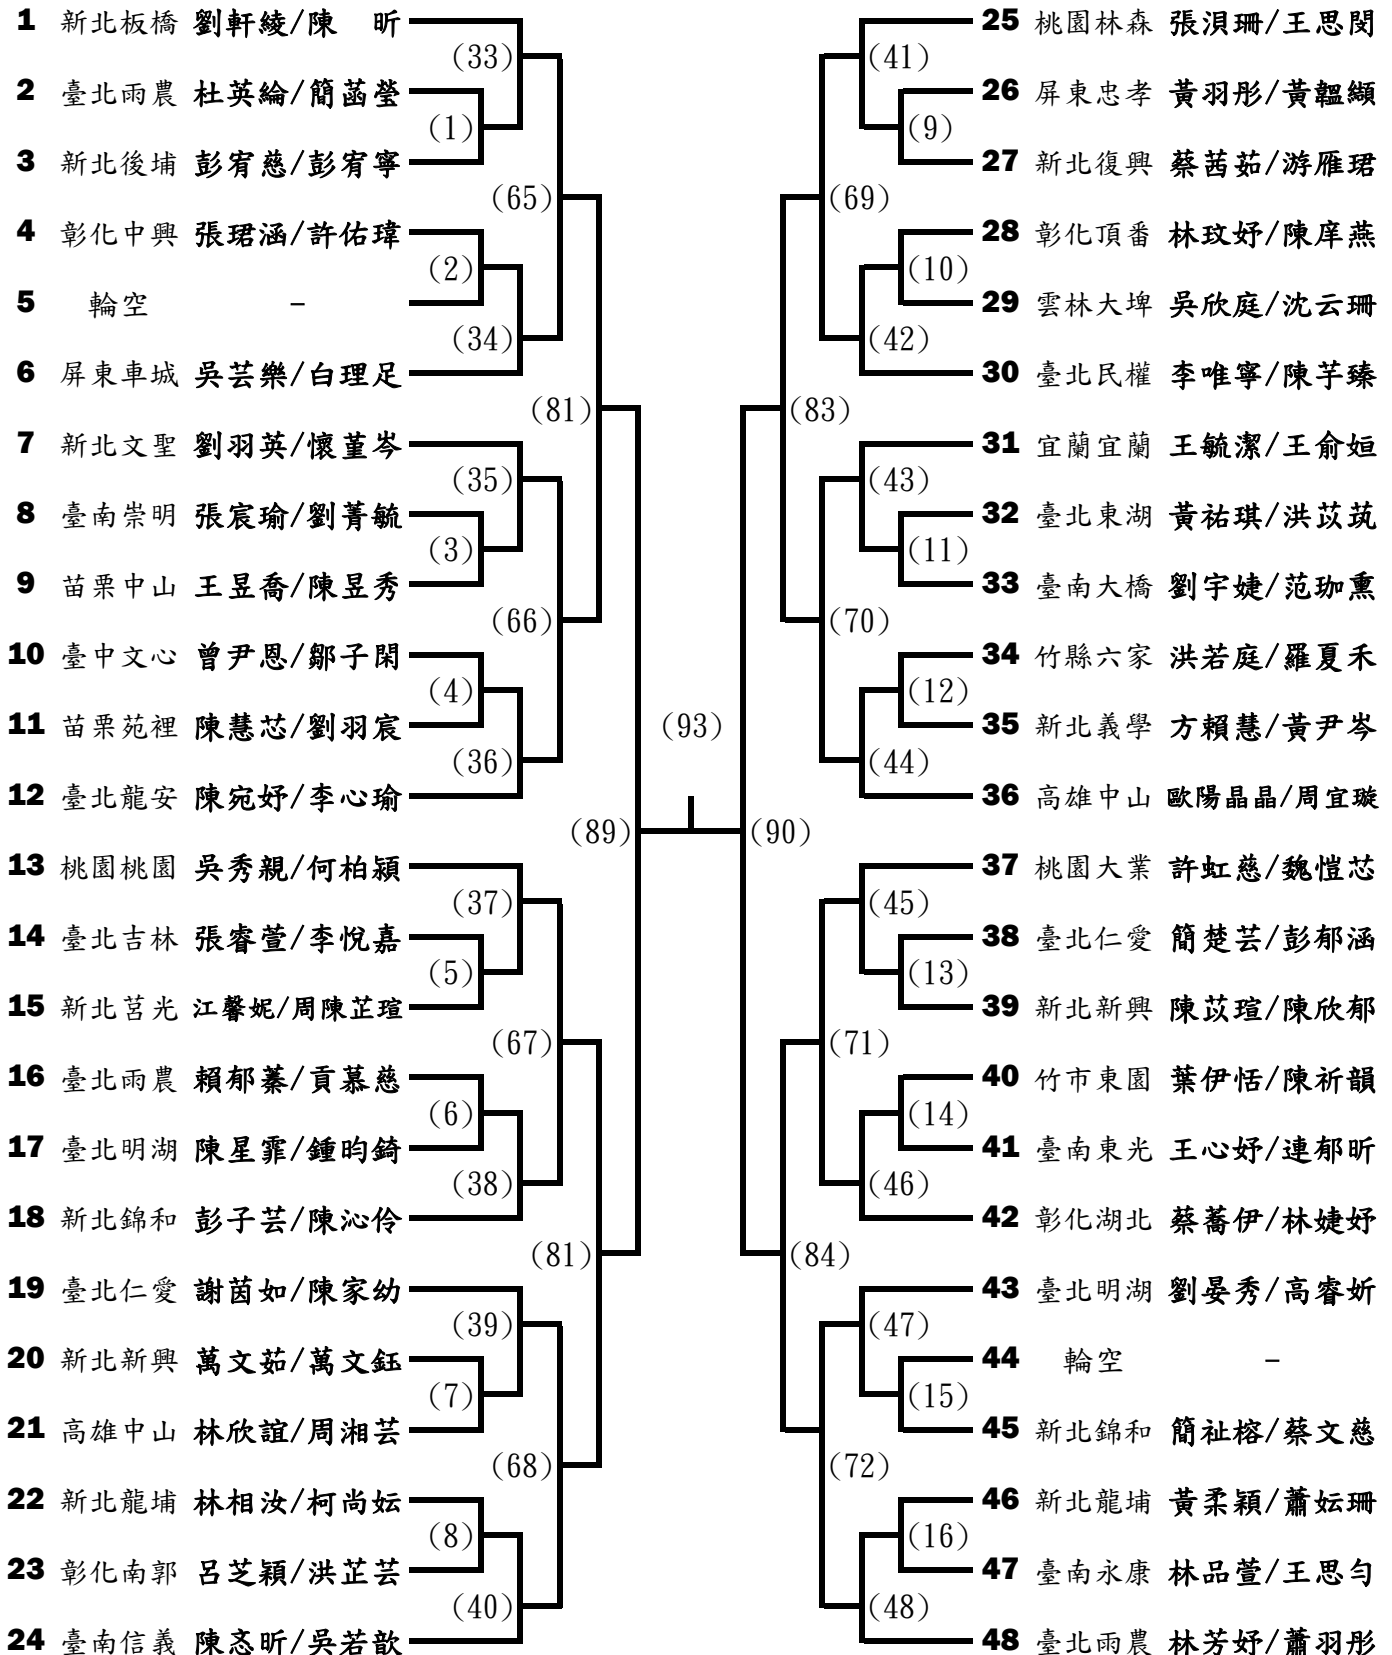 1 新北板橋 劉軒綾/陳　昕
(33)
2 臺北雨農 杜英綸/簡菡瑩
(1)
3 新北後埔 彭宥慈/彭宥寧
(65)
4 彰化中興 張珺涵/許佑瑋
(2)
5 輪空 -
(34)
6 屏東車城 吳芸樂/白理足
(81)
7 新北文聖 劉羽英/懷堇岑
(35)
8 臺南崇明 張宸瑜/劉菁毓
(3)
9 苗栗中山 王昱喬/陳昱秀
(66)
10 臺中文心 曾尹恩/鄒子閑
(4)
11 苗栗苑裡 陳慧芯/劉羽宸
(36)
12 臺北龍安 陳宛妤/李心瑜
(89)
13 桃園桃園 吳秀親/何柏潁
(37)
14 臺北吉林 張睿萱/李悅嘉
(5)
15 新北莒光 江馨妮/周陳芷瑄
(67)
16 臺北雨農 賴郁蓁/貢慕慈
(6)
17 臺北明湖 陳星霏/鍾昀錡
(38)
18 新北錦和 彭子芸/陳沁伶
(81)
19 臺北仁愛 謝茵如/陳家幼
(39)
20 新北新興 萬文茹/萬文鈺
(7)
21 高雄中山 林欣誼/周湘芸
(68)
22 新北龍埔 林相汝/柯尚妘
(8)
23 彰化南郭 呂芝穎/洪芷芸
(40)
24 臺南信義 陳忞昕/吳若歆
(93)
25 桃園林森 張湨珊/王思閔
(41)
26 屏東忠孝 黃羽彤/黃韞纈
(9)
27 新北復興 蔡茜茹/游雁珺
(69)
28 彰化頂番 林玟妤/陳庠燕
(10)
29 雲林大埤 吳欣庭/沈云珊
(42)
30 臺北民權 李唯寧/陳芋臻
(83)
31 宜蘭宜蘭 王毓潔/王俞姮
(43)
32 臺北東湖 黃祐琪/洪苡茿
(11)
33 臺南大橋 劉宇婕/范珈熏
(70)
34 竹縣六家 洪若庭/羅夏禾
(12)
35 新北義學 方賴慧/黃尹岑
(44)
36 高雄中山 歐陽晶晶/周宜璇
(90)
37 桃園大業 許虹慈/魏愷芯
(45)
38 臺北仁愛 簡楚芸/彭郁涵
(13)
39 新北新興 陳苡瑄/陳欣郁
(71)
40 竹市東園 葉伊恬/陳祈韻
(14)
41 臺南東光 王心妤/連郁昕
(46)
42 彰化湖北 蔡蕎伊/林婕妤
(84)
43 臺北明湖 劉晏秀/高睿妡
(47)
44 輪空 -
(15)
45 新北錦和 簡祉榕/蔡文慈
(72)
46 新北龍埔 黃柔穎/蕭妘珊
(16)
47 臺南永康 林品萱/王思勻
(48)
48 臺北雨農 林芳妤/蕭羽彤